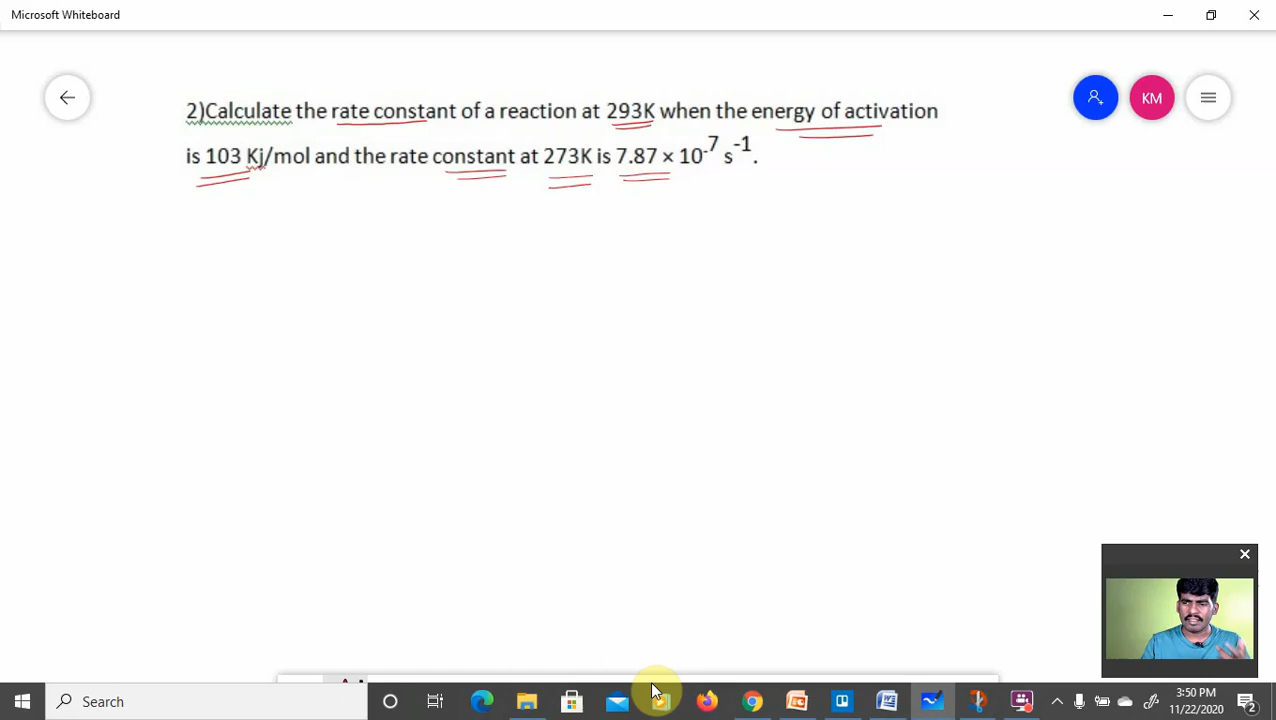 Microsoft Whiteboard
KM
2)Calculate the rate constant of a reaction at 293K when the energy of activation
is 103 Kj/mol and the rate constant at 273K is 7.87 × 10-7 s-1.
Search
3:50 PM
11/22/2020
2